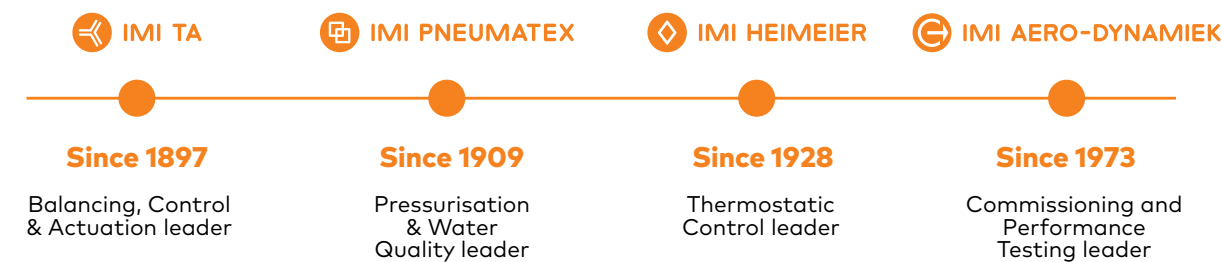 IMI TA
IMI PNEUMATEX
IMI HEIMEIER
IMI AERO-DYNAMIEK
Since 1897
Balancing, Control
& Actuation leader
Since 1909
Pressurisation
& Water
Quality leader
Since 1928
Thermostatic
Control leader
Since 1973
Commissioning and
Performance
Testing leader